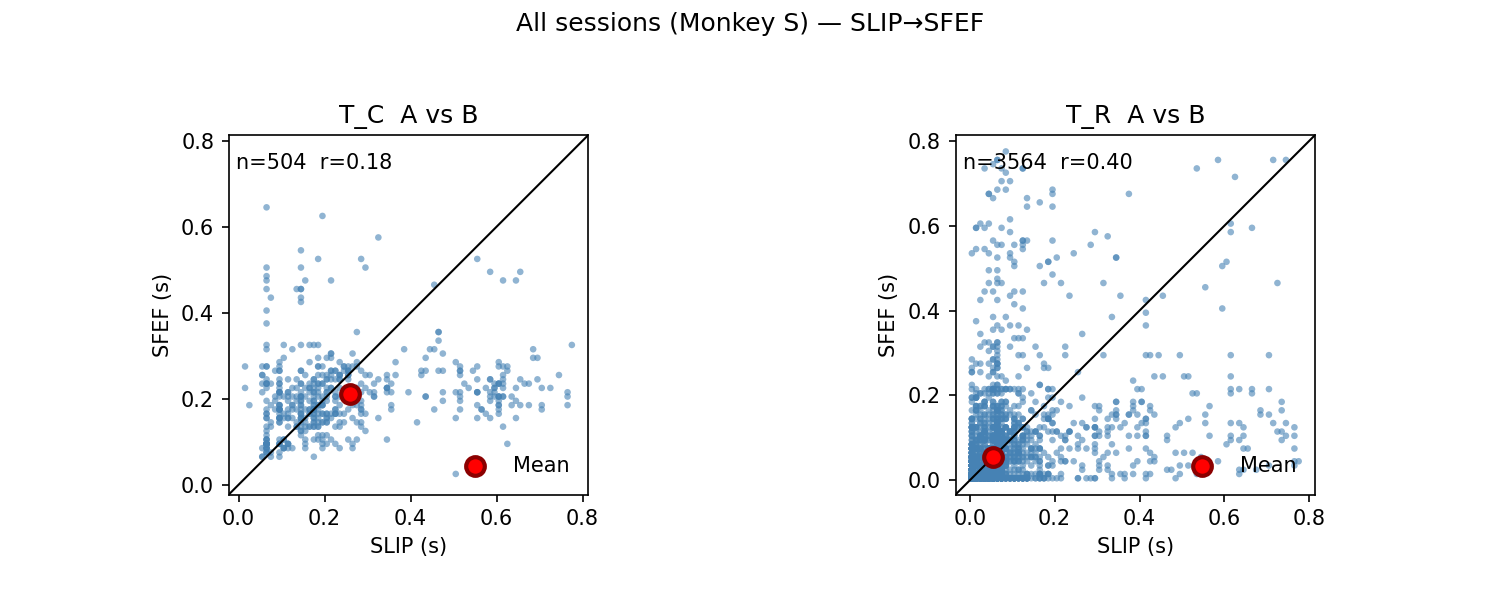 All sessions (Monkey S) — SLIP→SFEF
T_C  A vs B
n=504  r=0.18
SFEF (s)
0.8
0.6
0.4
0.2
0.0
Mean
0.0 0.2 0.4 0.6 0.8
SLIP (s)
T_R  A vs B
n=3564  r=0.40
SFEF (s)
0.8
0.6
0.4
0.2
0.0
Mean
0.0 0.2 0.4 0.6 0.8
SLIP (s)